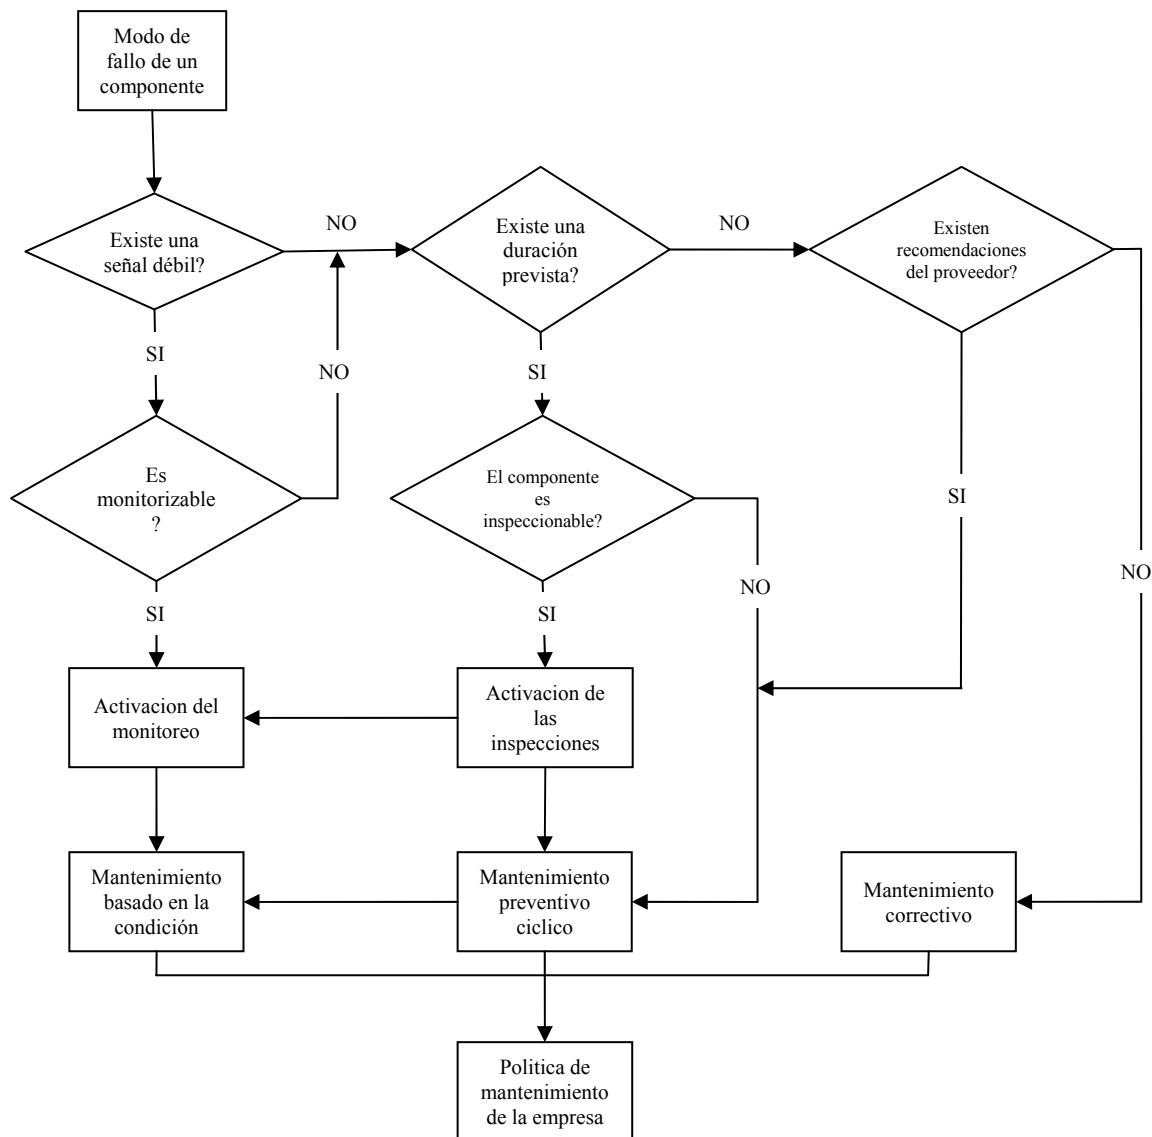 Modo de
fallo de un
componente
Existe una
señal débil?
NO
Existe una
duración
prevista?
NO
Existen
recomendaciones
del proveedor?
SI
NO
SI
Es
monitorizable
?
El componente
es
inspeccionable?
SI
NO
NO
SI
SI
Activacion del
monitoreo
Activacion de
las
inspecciones
Mantenimiento
basado en la
condición
Mantenimiento
preventivo
ciclico
Mantenimiento
correctivo
Politica de
mantenimiento
de la empresa